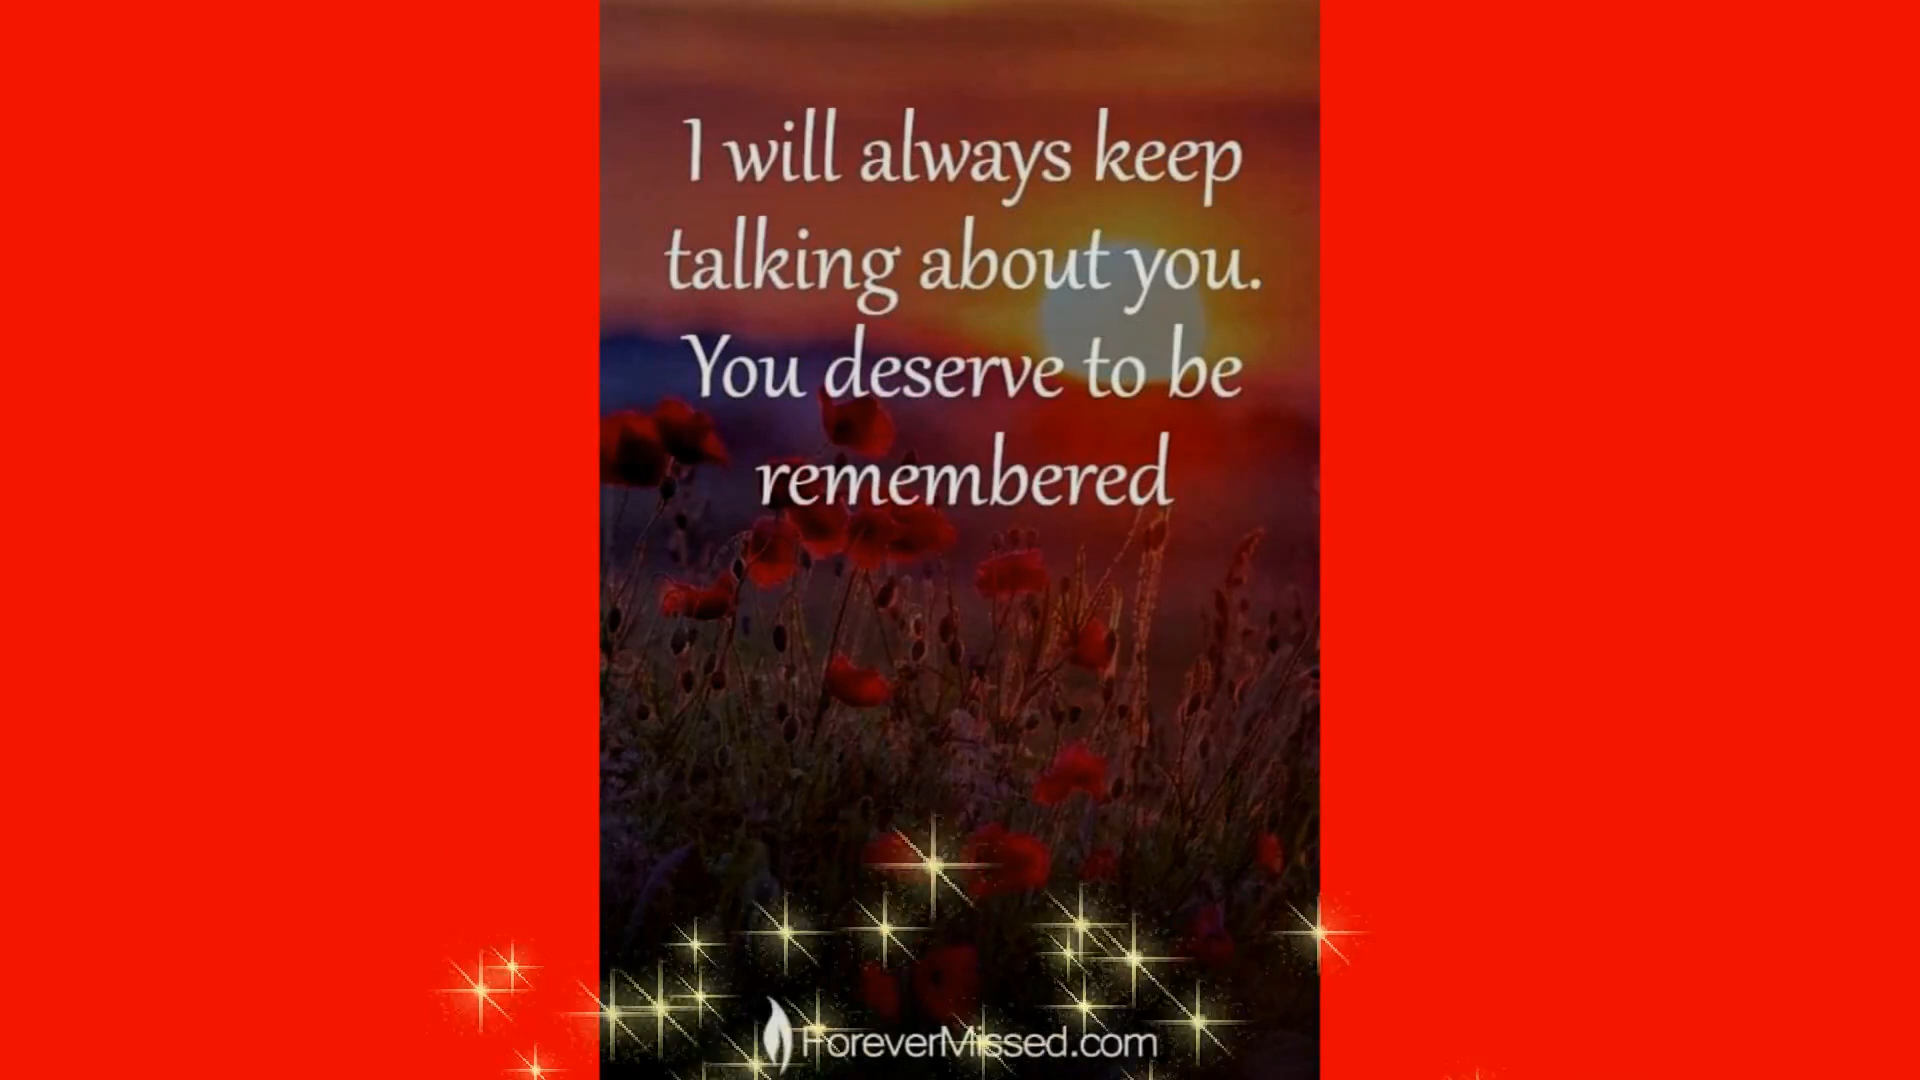 I will always keep
talking about you.
You deserve to be
remembered
ForeverMissed.com